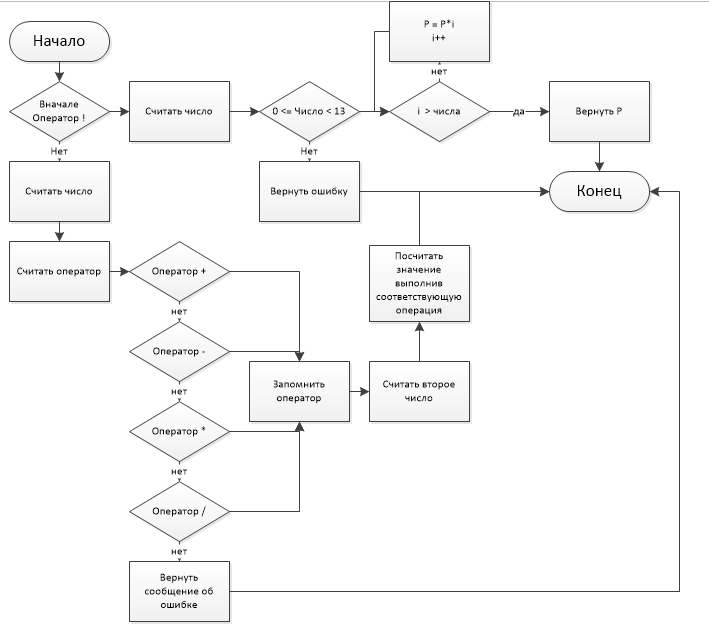 Начало
Вначале
Оператор !
Считать число
0 <= Число < 13
P = P*i
i++
нет
i > числа
да
Вернуть P
Нет
Нет
Считать число
Вернуть ошибку
Конец
Считать оператор
Оператор +
нет
Оператор -
нет
Оператор *
нет
Оператор /
нет
Вернуть
сообщение об
ошибке
Запомнить
оператор
Считать второе
число
Посчитать
значение
выполнив
соответствующую
операция